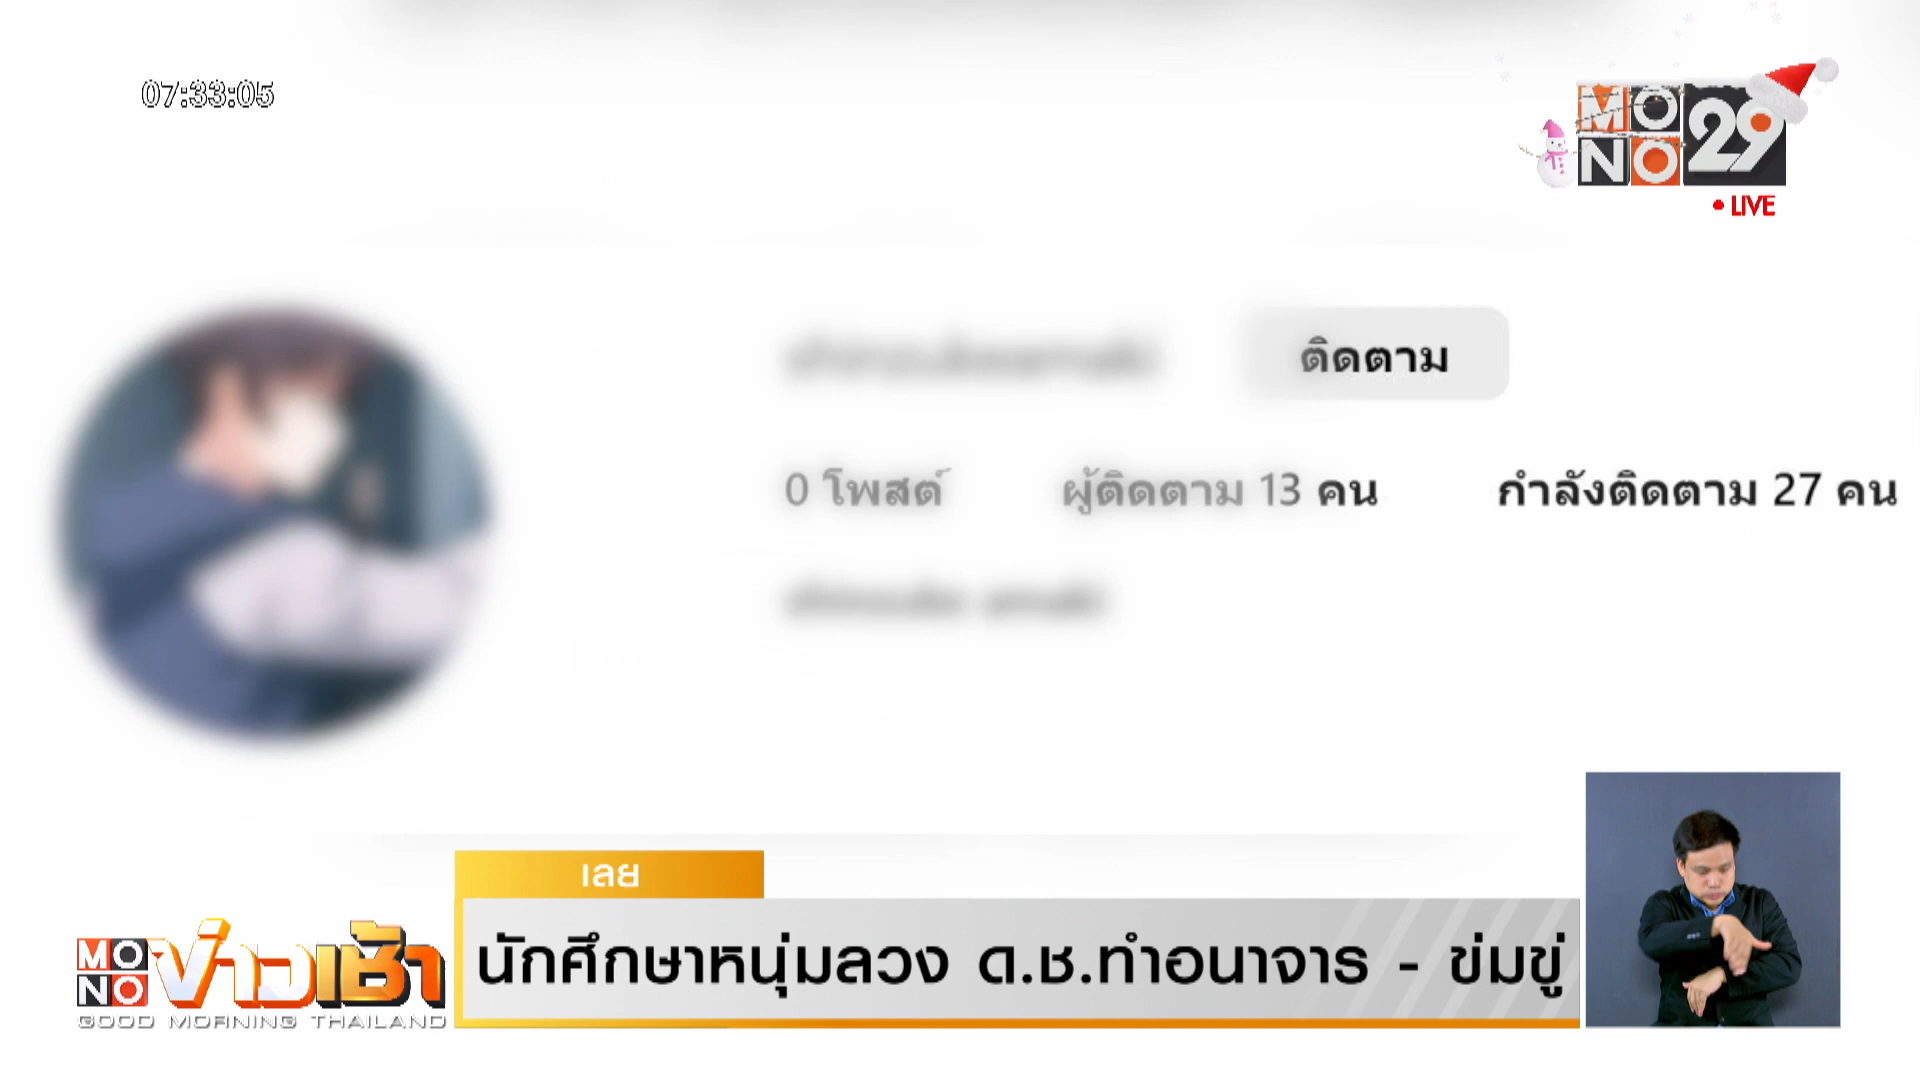 07:33:05
MONO 29
LIVE
ติดตาม
0 โพสต์
ผู้ติดตาม 13 คน
กำลังติดตาม 27 คน
เลย
MONO ข่าวเช้า
GOOD MORNING THAILAND
นักศึกษาหนุ่มลวง ด.ช.ทำอนาจาร - ข่มขู่